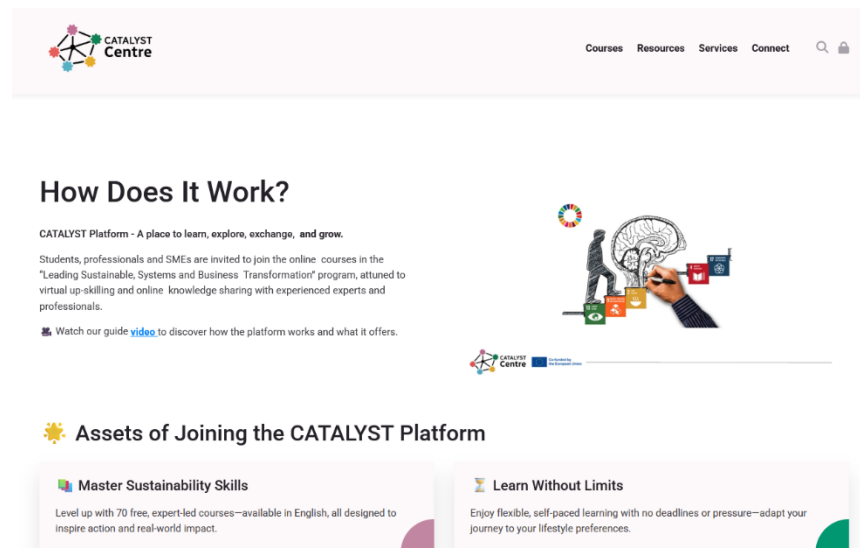 CATALYST
Centre
Courses Resources Services Connect
How Does It Work?
CATALYST Platform - A place to learn, explore, exchange, and grow.
Students, professionals and SMEs are invited to join the online courses in the
"Leading Sustainable, Systems and Business Transformation" program, attuned to
virtual up-skilling and online knowledge sharing with experienced experts and
professionals.
Watch our guide video to discover how the platform works and what it offers.
CATALYST
Centre
Co-funded by
the European Union
Assets of Joining the CATALYST Platform
Master Sustainability Skills
Level up with 70 free, expert-led courses—available in English, all designed to
inspire action and real-world impact.
Learn Without Limits
Enjoy flexible, self-paced learning with no deadlines or pressure—adapt your
journey to your lifestyle preferences.